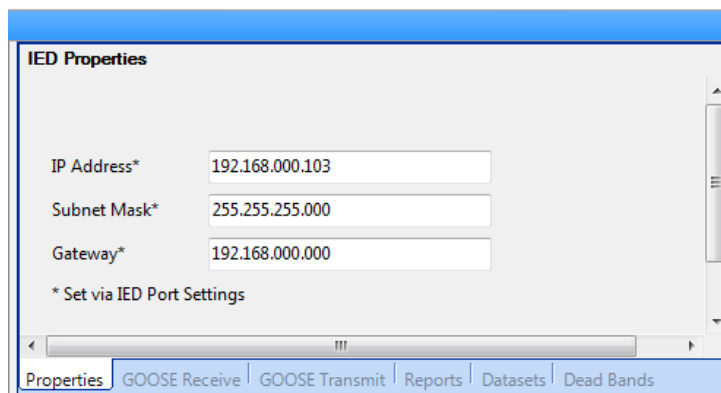 IED Properties
IP Address* 192.168.000.103
Subnet Mask* 255.255.255.000
Gateway* 192.168.000.000
* Set via IED Port Settings
Properties GOOSE Receive GOOSE Transmit Reports Datasets Dead Bands